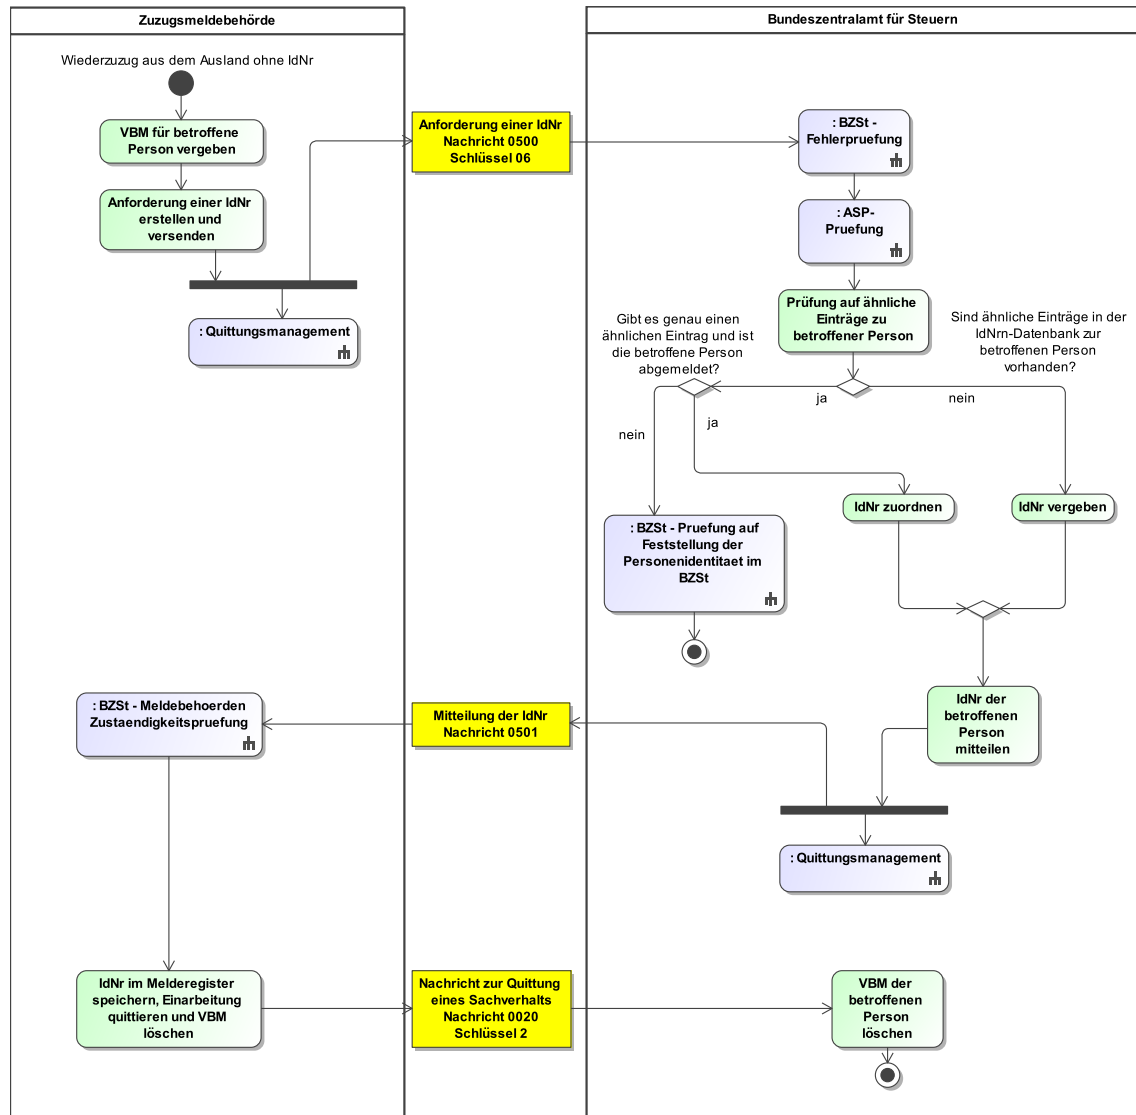 Zuzugsmeldebehörde
Bundeszentralamt für Steuern
Wiederzuzug aus dem Ausland ohne IdNr
VBM für betroffene
Person vergeben
Anforderung einer IdNr
erstellen und
versenden
: Quittungsmanagement
Anforderung einer IdNr
Nachricht 0500
Schlüssel 06
: BZSt -
Fehlerpruefung
: ASP-
Pruefung
Prüfung auf ähnliche
Einträge zu
betroffener Person
Gibt es genau einen
ähnlichen Eintrag und ist
die betroffene Person
abgemeldet?
Sind ähnliche Einträge in der
IdNrn-Datenbank zur
betroffenen Person
vorhanden?
ja
nein
nein
ja
IdNr zuordnen
IdNr vergeben
: BZSt - Pruefung auf
Feststellung der
Personenidentitaet im
BZSt
IdNr der
betroffenen
Person
mitteilen
: Quittungsmanagement
Mitteilung der IdNr
Nachricht 0501
: BZSt - Meldebehoerden
Zustaendigkeitspruefung
IdNr im Melderegister
speichern, Einarbeitung
quittieren und VBM
löschen
Nachricht zur Quittung
eines Sachverhalts
Nachricht 0020
Schlüssel 2
VBM der
betroffenen
Person
löschen